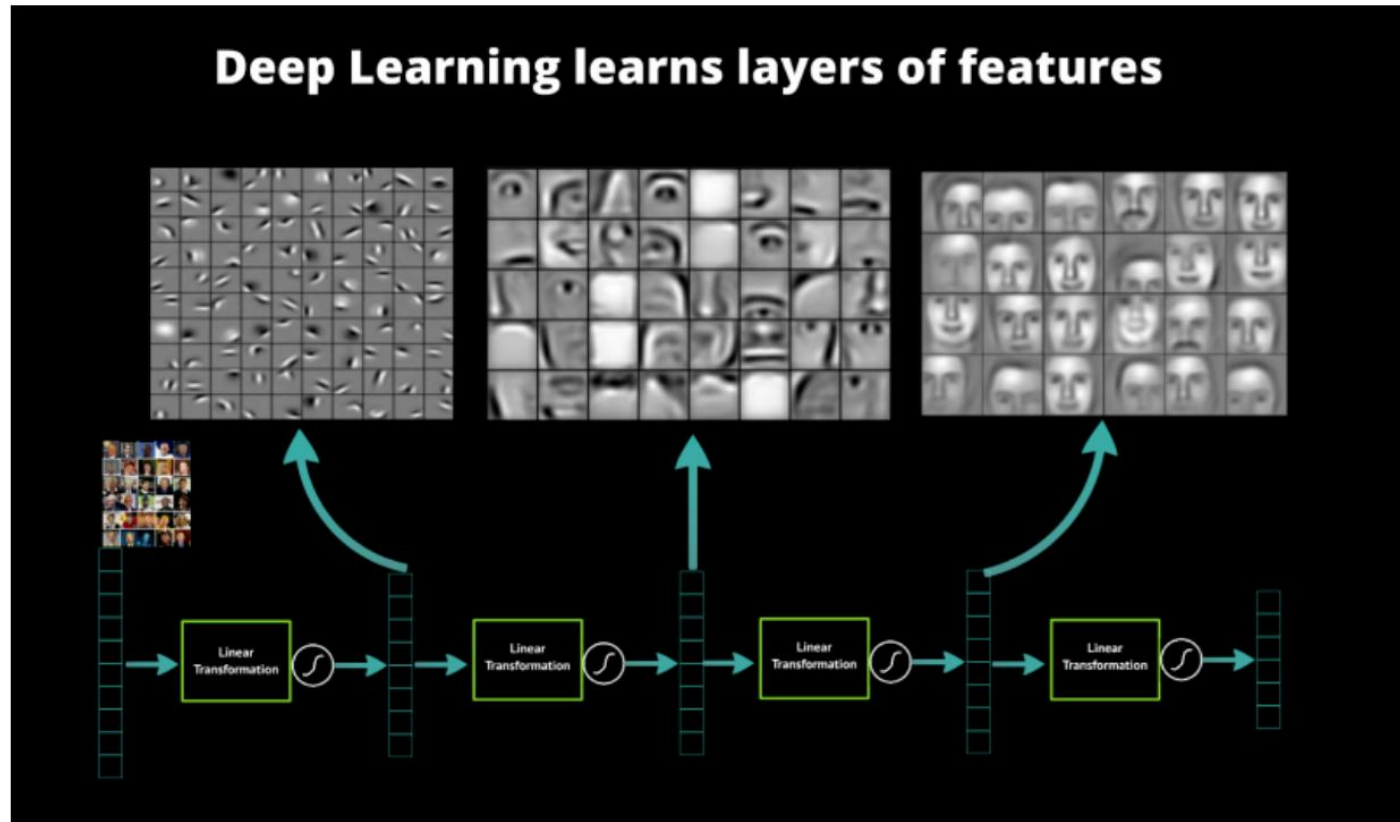 Deep Learning learns layers of features
Linear
Transformation
Linear
Transformation
Linear
Transformation
Linear
Transformation